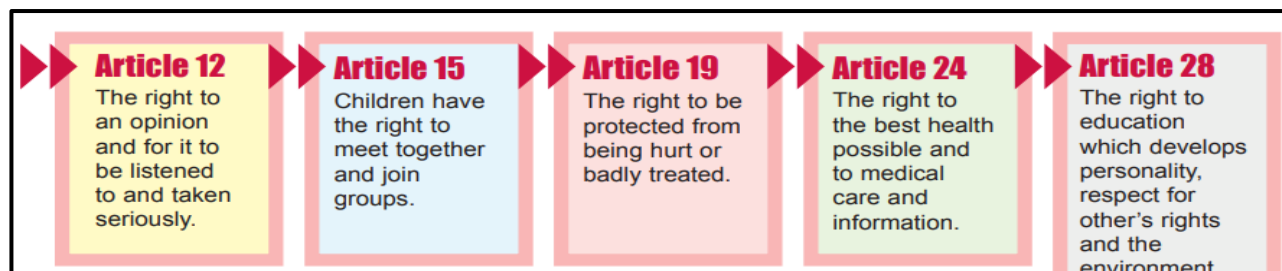 Article 12
The right to
an opinion
and for it to
be listened
to and taken
seriously.
Article 15
Children have
the right to
meet together
and join
groups.
Article 19
The right to be
protected from
being hurt or
badly treated.
Article 24
The right to
the best health
possible and
to medical
care and
information.
Article 28
The right to
education
which develops
personality,
respect for
other's rights
and the
environment